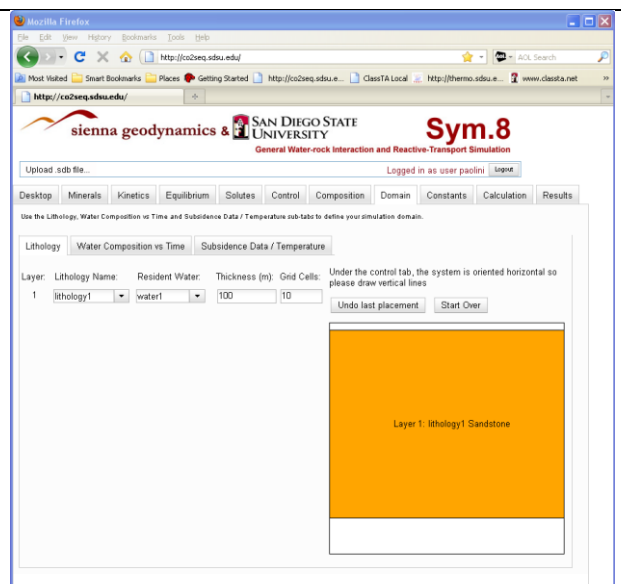 Mozilla Firefox
File Edit View History Bookmarks Tools Help
http://co2seq.sdsu.edu/ AOL Search
Most Visited Smart Bookmarks Places Getting Started http://co2seq.sdsu.e... ClassTA Local http://thermo.sdsu.e... www.classta.net »
http://co2seq.sdsu.edu/
sienna geodynamics & SAN DIEGO STATE UNIVERSITY Sym.8
General Water-rock Interaction and Reactive-Transport Simulation
Upload .sdb file... Logged in as user paolini Logout
Desktop Minerals Kinetics Equilibrium Solutes Control Composition Domain Constants Calculation Results
Use the Lithology, Water Composition vs Time and Subsidence Data / Temperature sub-tabs to define your simulation domain.
Lithology Water Composition vs Time Subsidence Data / Temperature
Layer: Lithology Name: Resident Water: Thickness (m): Grid Cells:
1 lithology1 water1 100 10
Under the control tab, the system is oriented horizontal so
please draw vertical lines
Undo last placement Start Over
Layer 1: lithology1 Sandstone